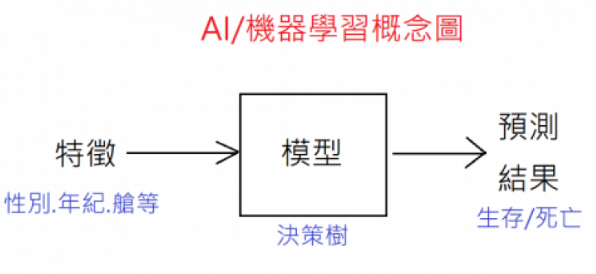 AI/機器學習概念圖
特徵
性別.年紀.艙等
模型
決策樹
預測
結果
生存/死亡